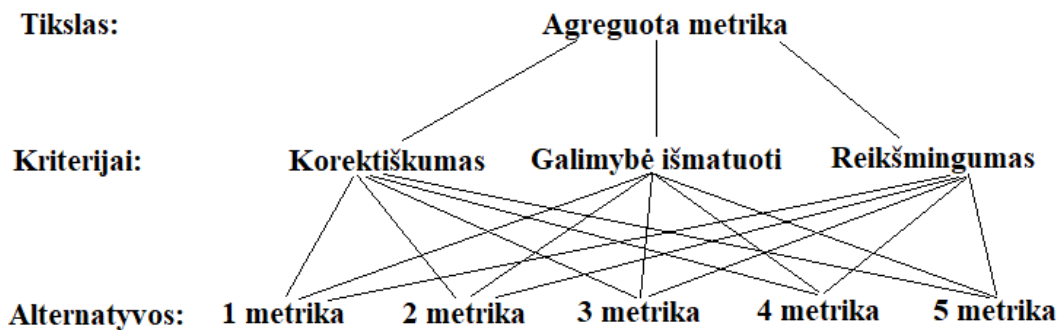 Tikslas: Agreguota metrika
Kriterijai: Korektiškumas Galimybė išmatuoti Reikšmingumas
Alternatyvos: 1 metrika 2 metrika 3 metrika 4 metrika 5 metrika